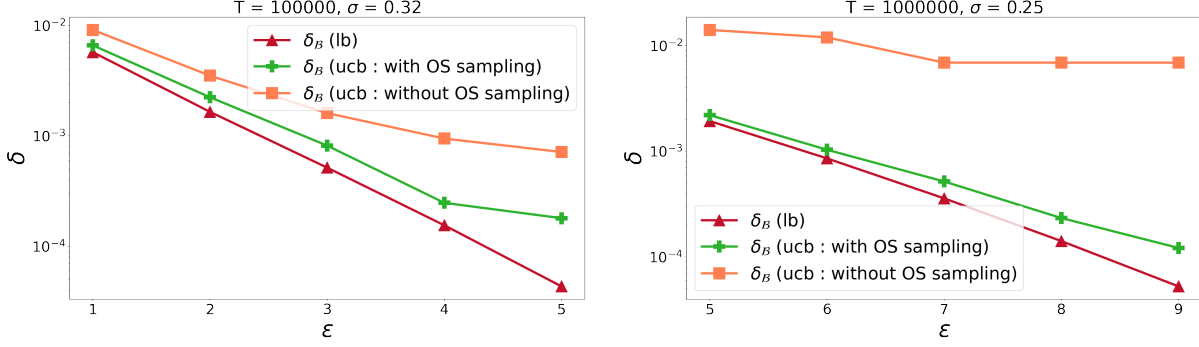 T = 100000, σ = 0.32
δ
10⁻²
10⁻³
10⁻⁴
δ_ℬ (lb)
δ_ℬ (ucb : with OS sampling)
δ_ℬ (ucb : without OS sampling)
1 2 3 4 5
ε
T = 1000000, σ = 0.25
δ
10⁻²
10⁻³
10⁻⁴
δ_ℬ (lb)
δ_ℬ (ucb : with OS sampling)
δ_ℬ (ucb : without OS sampling)
5 6 7 8 9
ε